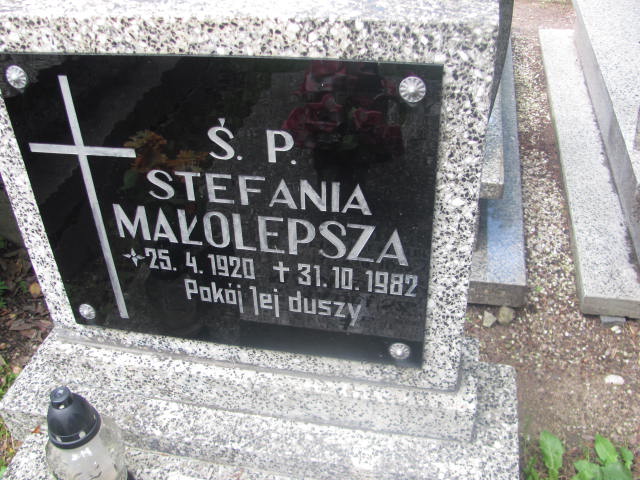 Ś. P.
STEFANIA
MAŁOLEPSZA
*25. 4. 1920 +31. 10. 1982
Pokój Jej duszy